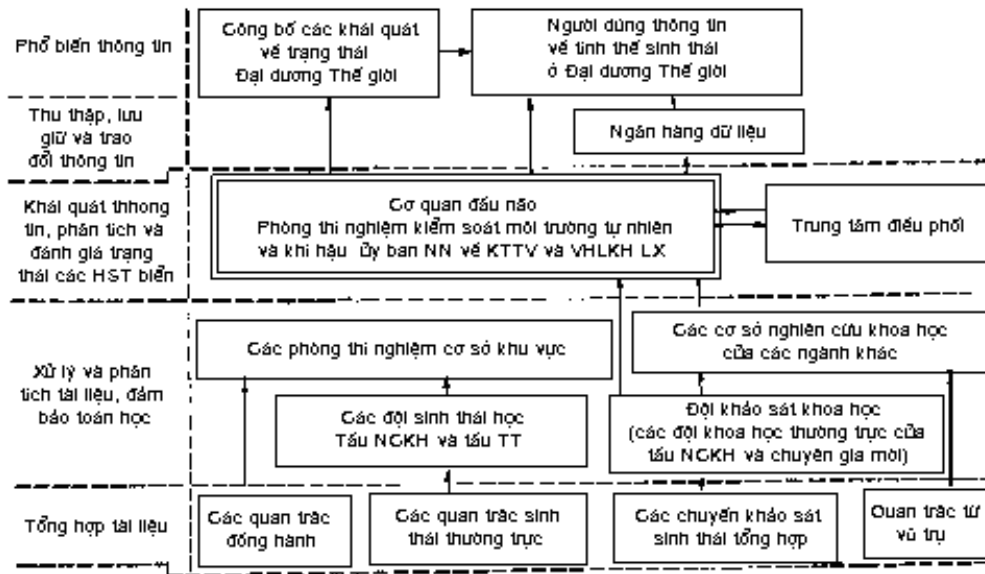 Phổ biến thông tin
Công bố các khái quát
về trạng thái
Đại dương Thế giới
Người dùng thông tin
về tình thế sinh thái
ở Đại dương Thế giới
Thu thập, lưu
giữ và trao
đổi thông tin
Ngân hàng dữ liệu
Khái quát thhong
tin, phân tích và
đánh giá trạng
thái các HST biển
Cơ quan đầu não
Phòng thí nghiệm kiểm soát môi trường tự nhiên
và khí hậu ủy ban NN về KTTV và VHLKH LX
Trung tâm điều phối
Xử lý và phân
tích tài liệu, đảm
bảo toán học
Các phòng thí nghiệm cơ sở khu vực
Các cơ sở nghiên cứu khoa học
của các ngành khác
Các đội sinh thái học
Tầu NCKH và tầu TT
Đội khảo sát khoa học
(các đội khoa học thường trực của
tầu NCKH và chuyên gia mời)
Tổng hợp tài liệu
Các quan trắc
đồng hành
Các quan trắc sinh
thái thường trực
Các chuyến khảo sát
sinh thái tổng hợp
Quan trắc từ
vũ trụ